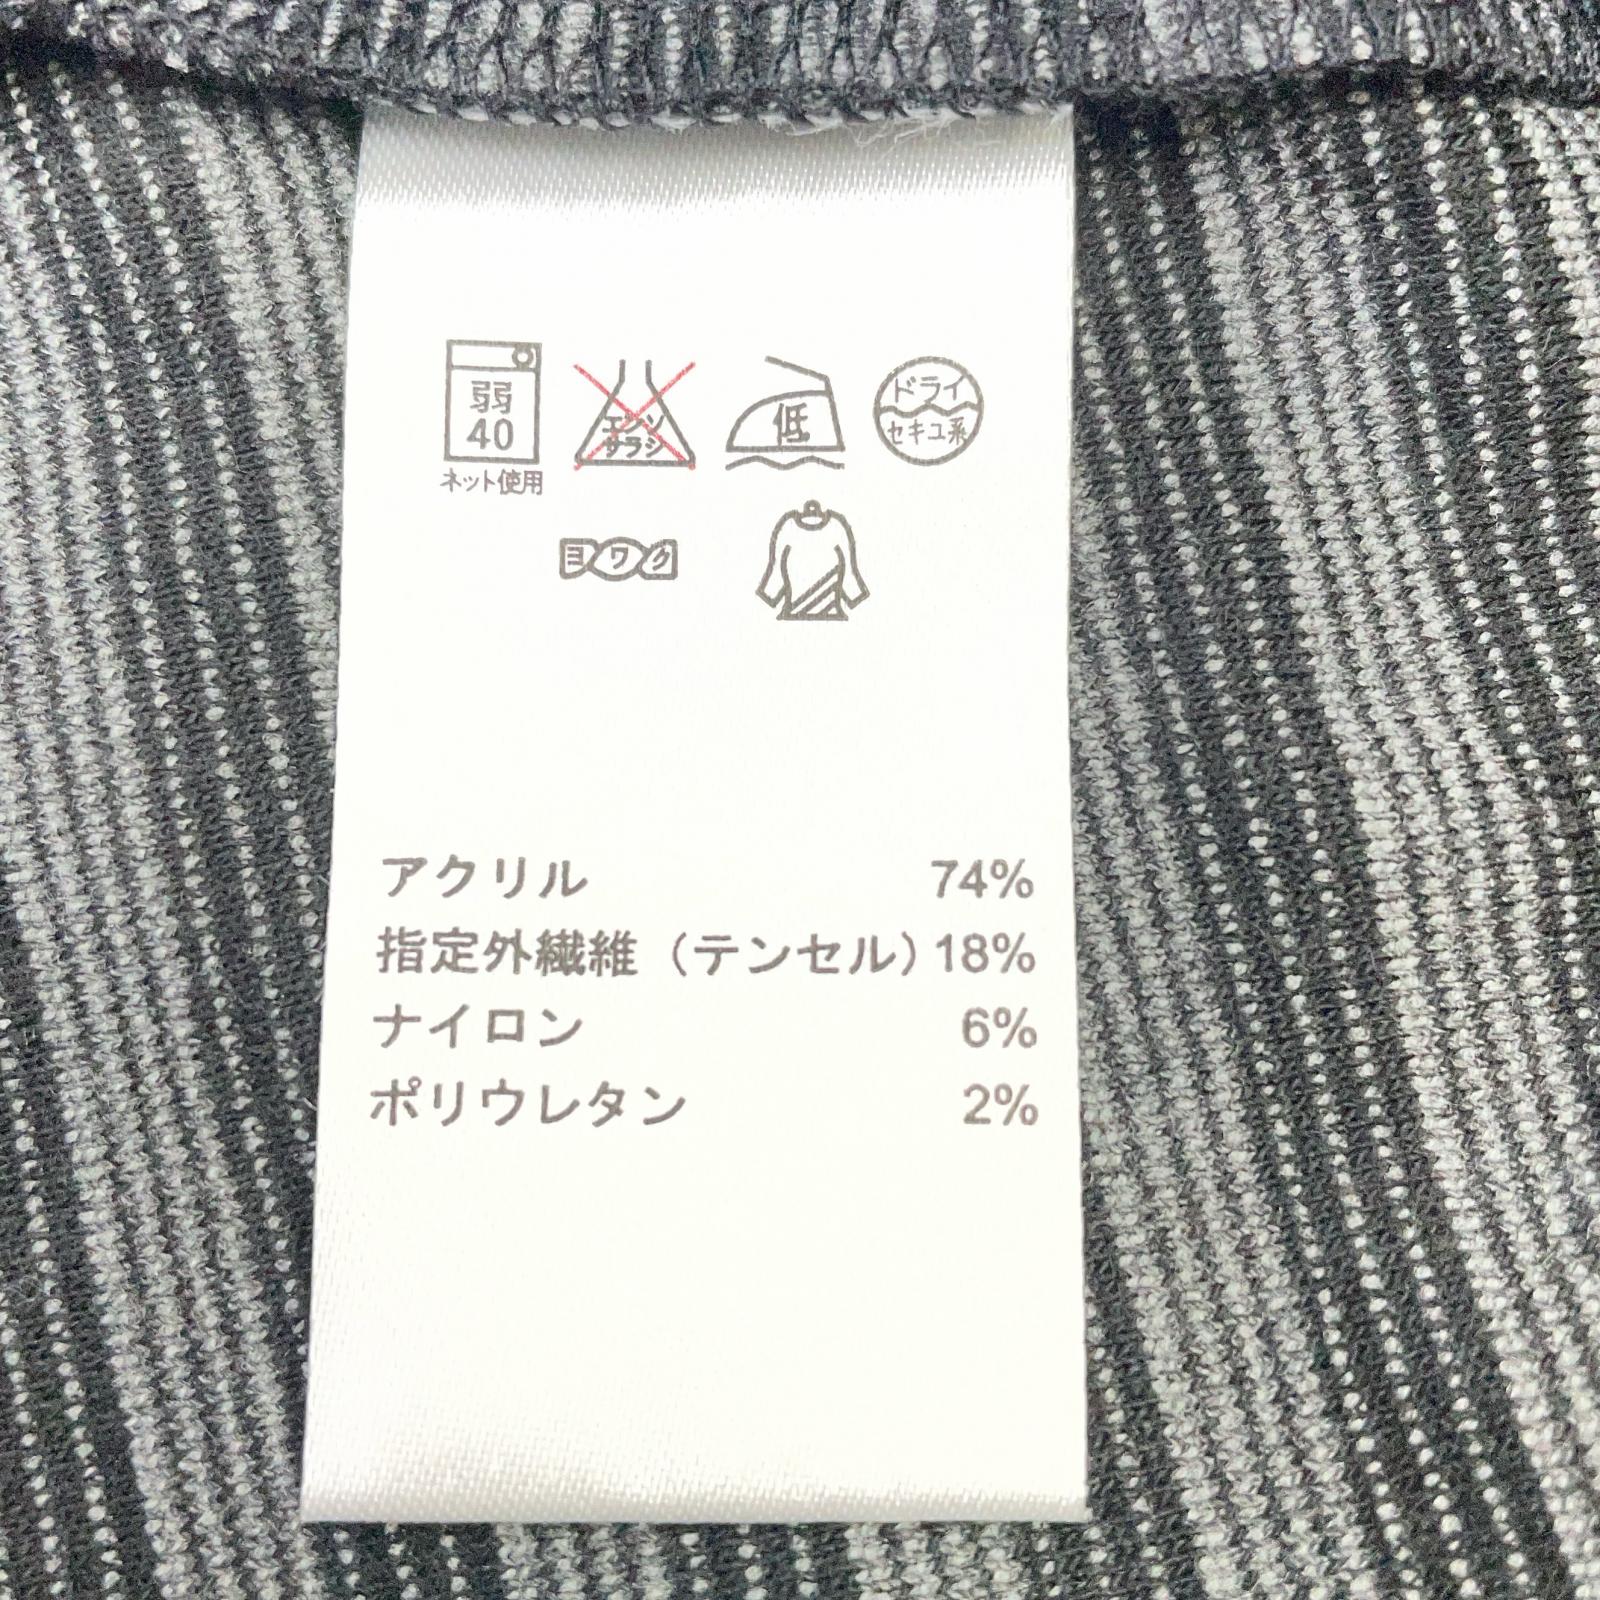 弱 エンソ 低 ドライ
40 サラシ セキユ系
ネット使用
ヨワク
アクリル 74%
指定外繊維（テンセル）18%
ナイロン 6%
ポリウレタン 2%